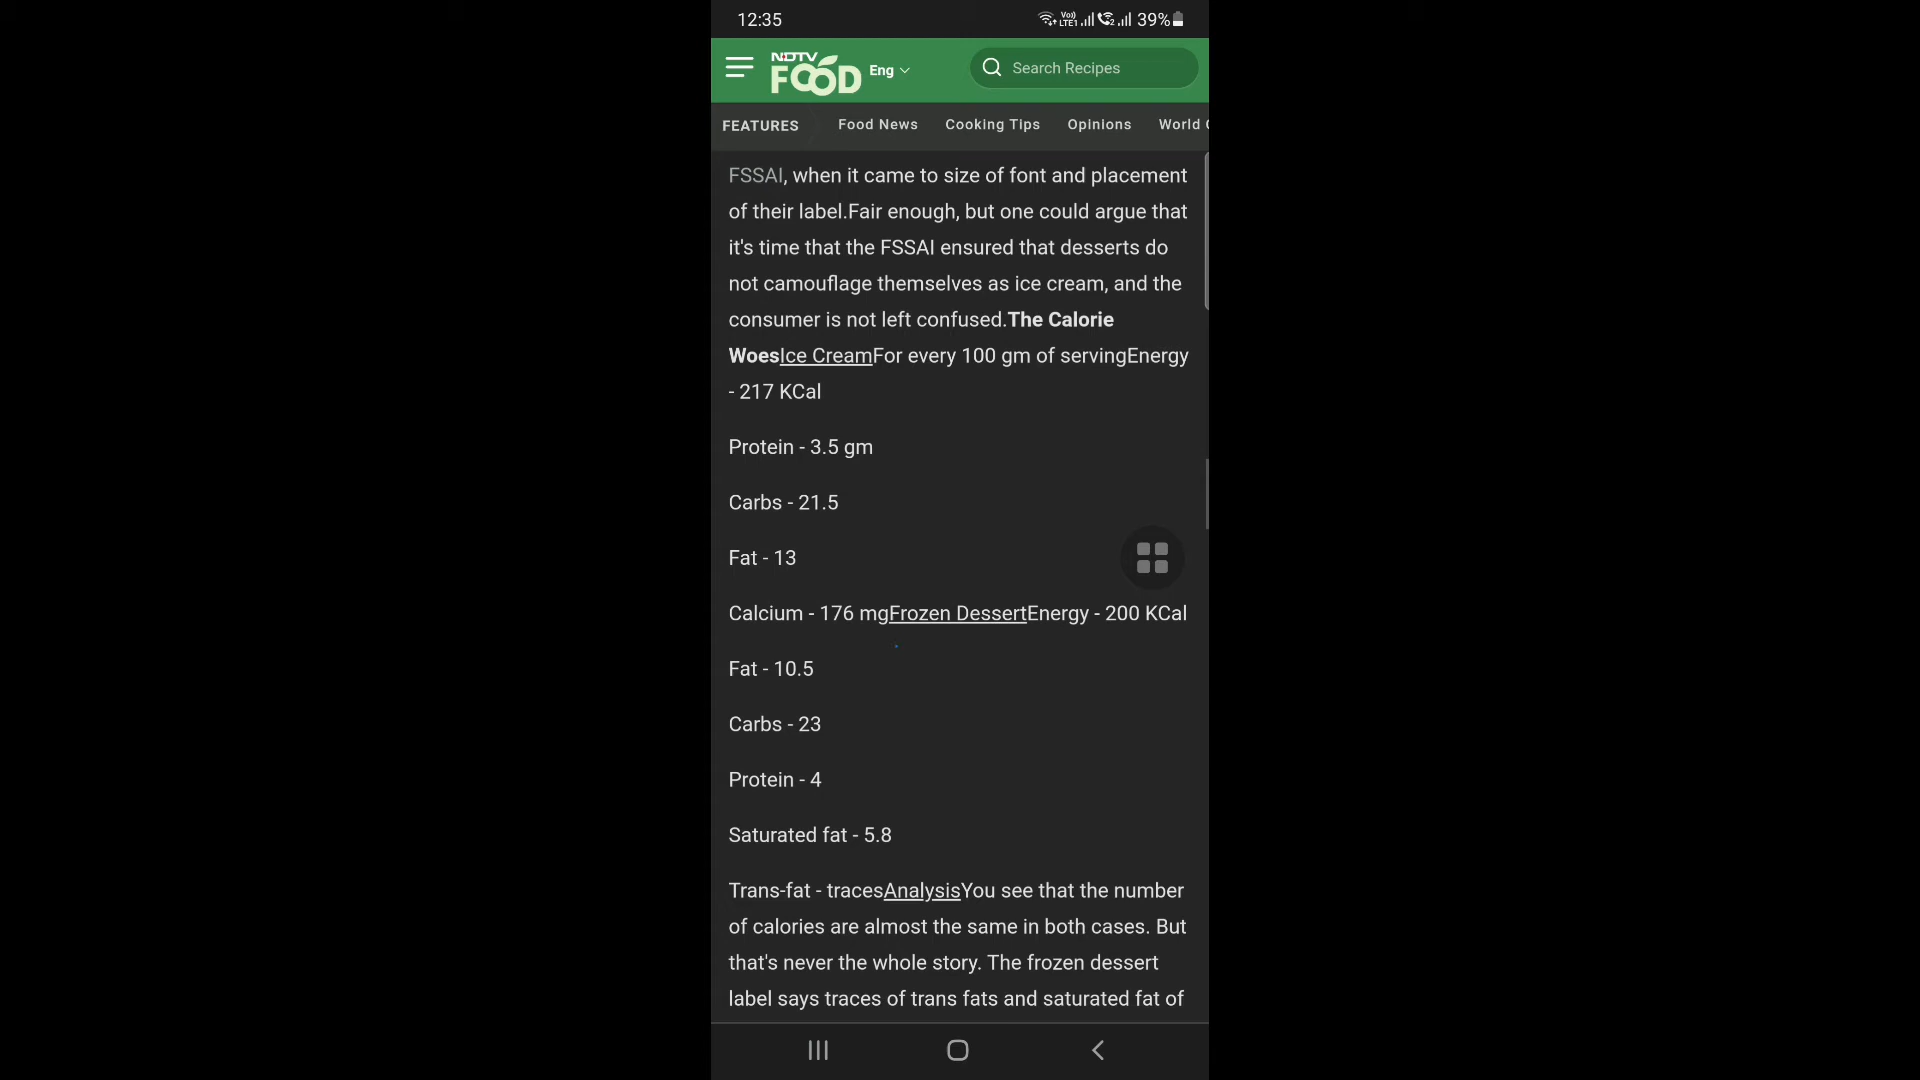 12:35
Vo))
LTE1
39%
NDTV
FOOD
Eng
Search Recipes
FEATURES
Food News
Cooking Tips
Opinions
World
FSSAI, when it came to size of font and placement
of their label.Fair enough, but one could argue that
it's time that the FSSAI ensured that desserts do
not camouflage themselves as ice cream, and the
consumer is not left confused.The Calorie
WoesIce CreamFor every 100 gm of servingEnergy
- 217 KCal
Protein - 3.5 gm
Carbs - 21.5
Fat - 13
Calcium - 176 mgFrozen DessertEnergy - 200 KCal
Fat - 10.5
Carbs - 23
Protein - 4
Saturated fat - 5.8
Trans-fat - tracesAnalysisYou see that the number
of calories are almost the same in both cases. But
that's never the whole story. The frozen dessert
label says traces of trans fats and saturated fat of